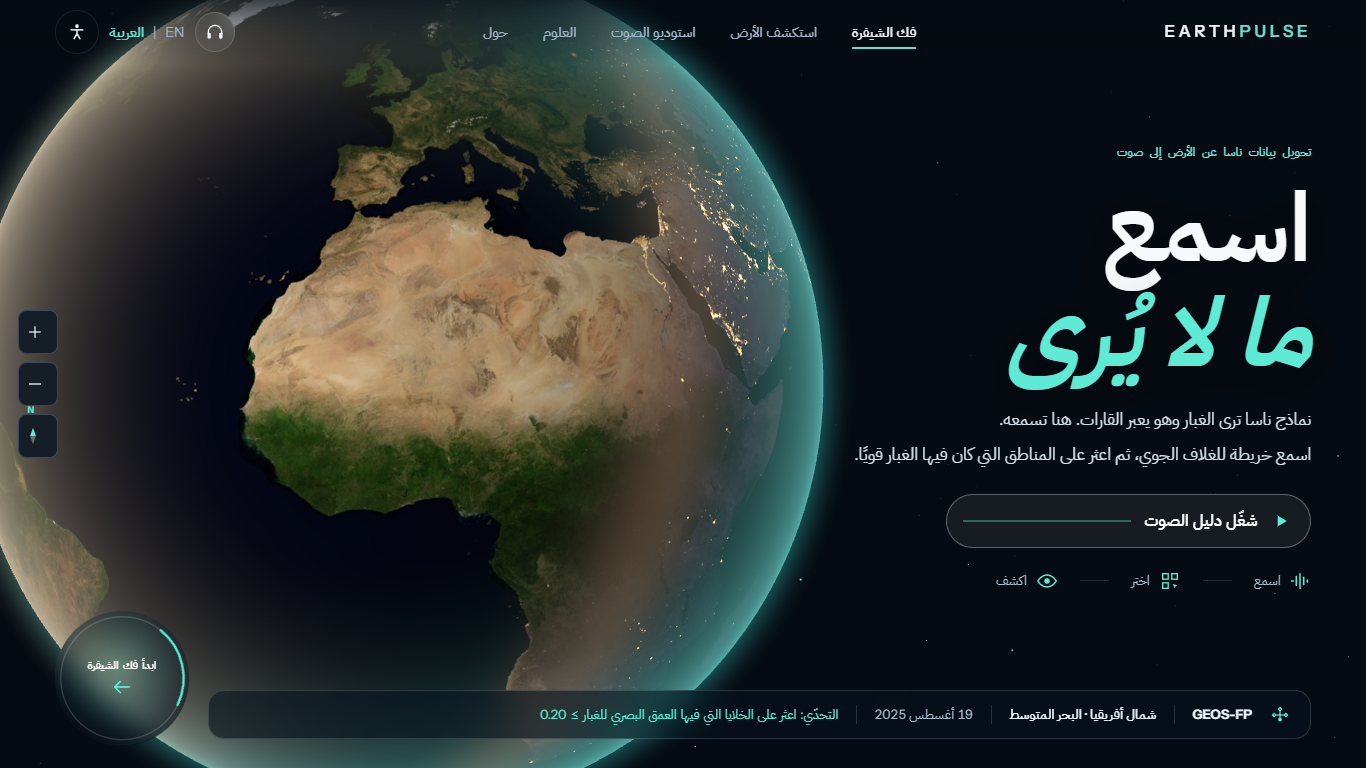 EARTHPULSE
فك الشيفرة
استكشف الأرض
استوديو الصوت
العلوم
حول
EN | العربية
تحويل بيانات ناسا عن الأرض إلى صوت
اسمع
ما لا يُرى
نماذج ناسا ترى الغبار وهو يعبر القارات. هنا تسمعه.
اسمع خريطة للغلاف الجوي، ثم اعثر على المناطق التي كان فيها الغبار قويًا.
شغّل دليل الصوت
اسمع
اختر
اكشف
N
ابدأ فك الشيفرة
GEOS-FP
شمال أفريقيا · البحر المتوسط
19 أغسطس 2025
التحدّي: اعثر على الخلايا التي فيها العمق البصري للغبار ≥ 0.20